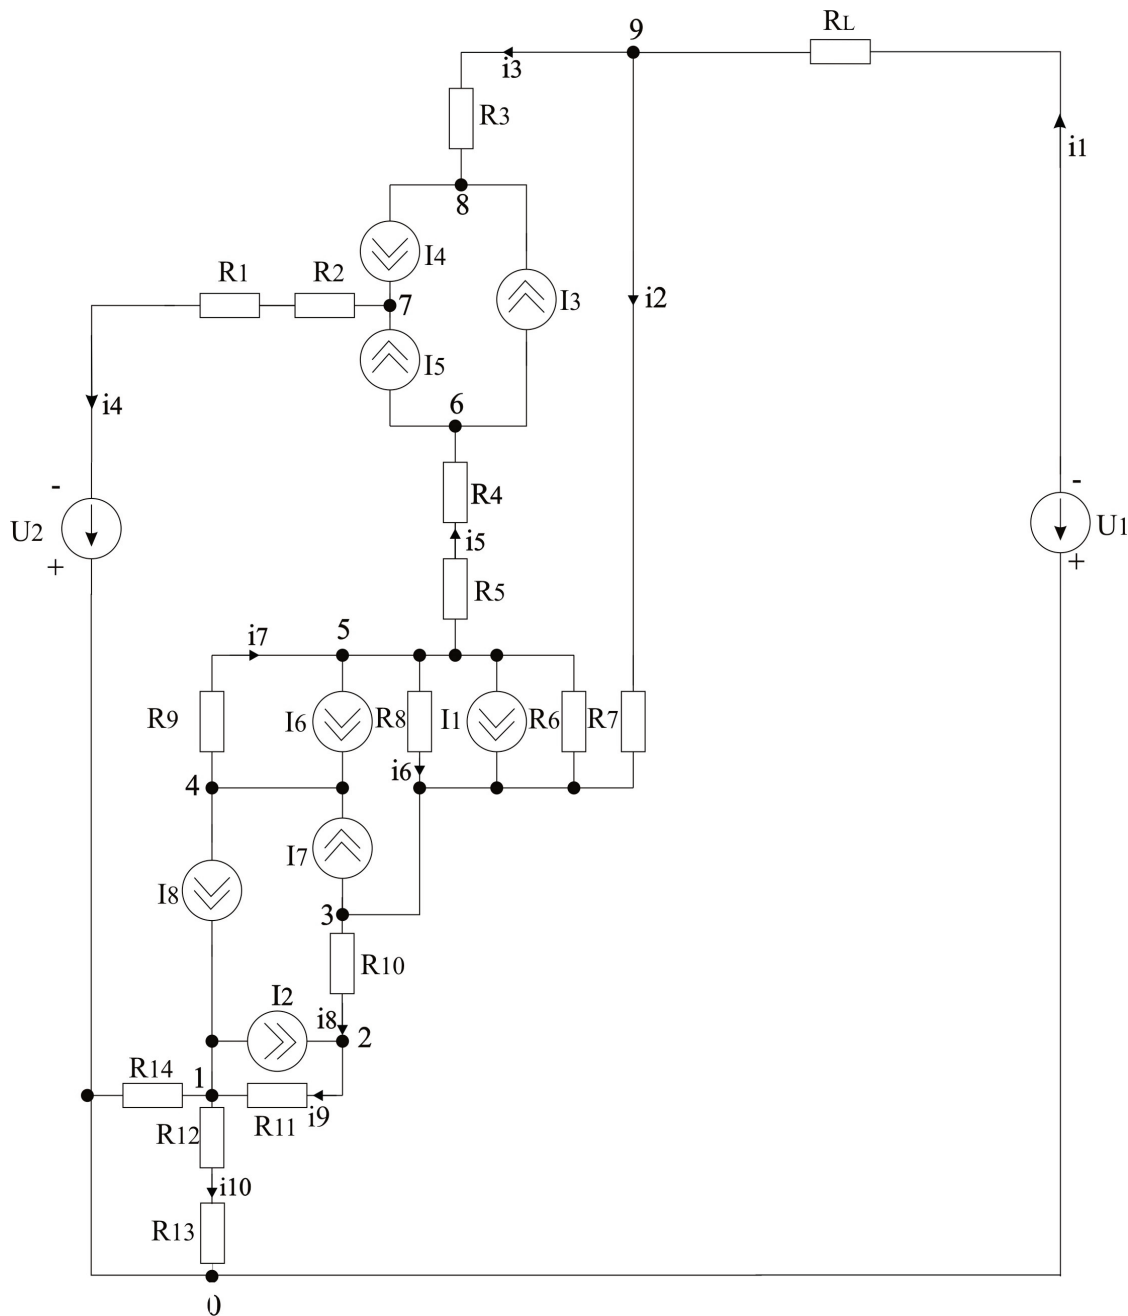 9
RL
i3
R3
i1
8
I4
R1
R2
7
i2
I3
I5
i4
6
-
-
R4
U2
U1
i5
+
+
R5
i7
5
R9
I6
R8
I1
R6
R7
i6
4
I7
I8
3
R10
I2
i8
2
R14
1
i9
R11
R12
i10
R13
0